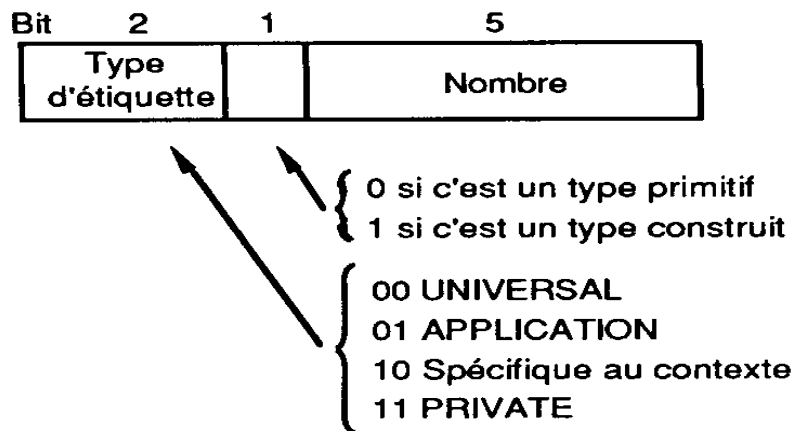 Bit 2 1 5
Type
d'étiquette
Nombre
0 si c'est un type primitif
1 si c'est un type construit
00 UNIVERSAL
01 APPLICATION
10 Spécifique au contexte
11 PRIVATE